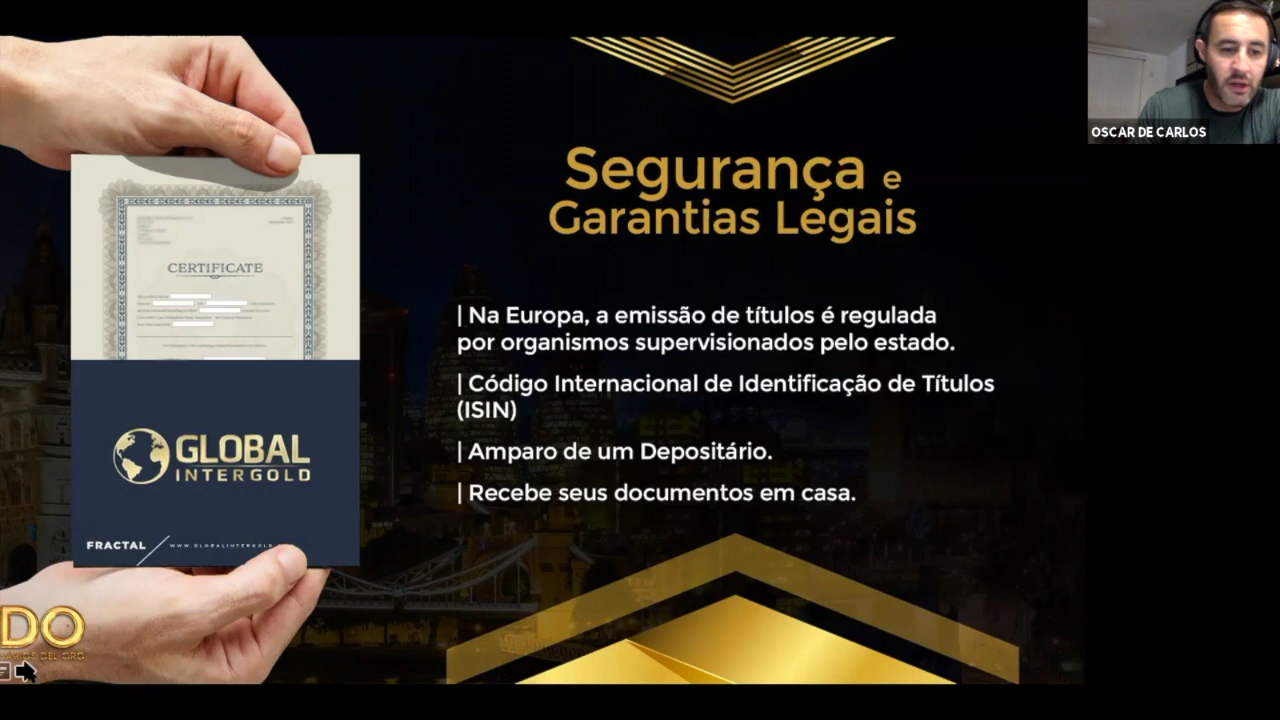 OSCAR DE CARLOS
Segurança e
Garantias Legais
| Na Europa, a emissão de títulos é regulada
por organismos supervisionados pelo estado.
| Código Internacional de Identificação de Títulos
(ISIN)
| Amparo de um Depositário.
| Recebe seus documentos em casa.
CERTIFICATE
GLOBAL
INTERGOLD
FRACTAL
DO
DEL ORO